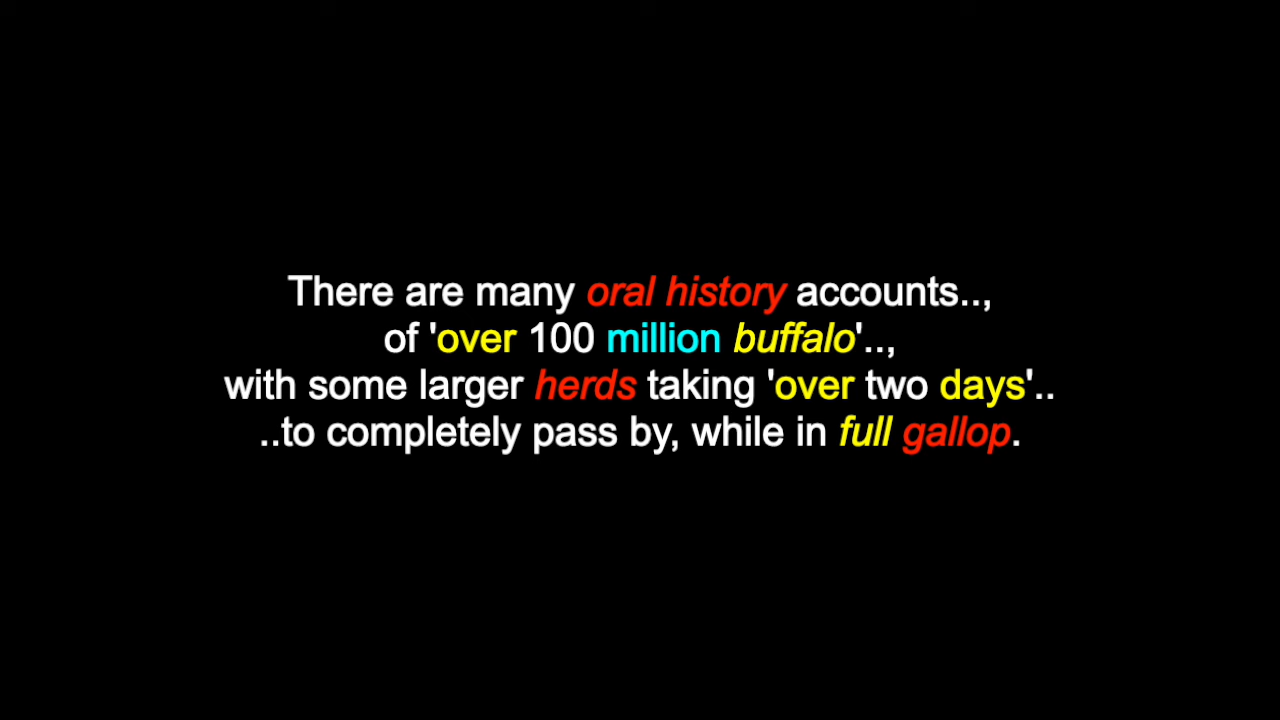 There are many oral history accounts..,
of 'over 100 million buffalo'..,
with some larger herds taking 'over two days'..
..to completely pass by, while in full gallop.